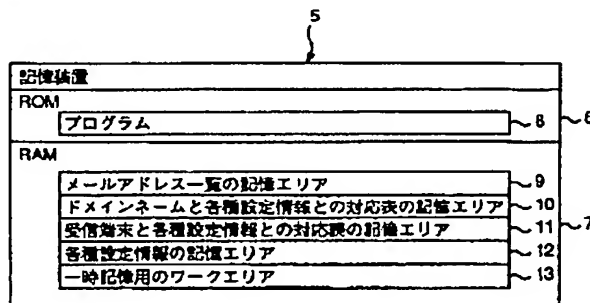 5
記憶装置
ROM
プログラム 8 6
RAM
メールアドレス一覧の記憶エリア 9
ドメインネームと各種設定情報との対応表の記憶エリア 10
受信端末と各種設定情報との対応表の記憶エリア 11 7
各種設定情報の記憶エリア 12
一時記憶用のワークエリア 13